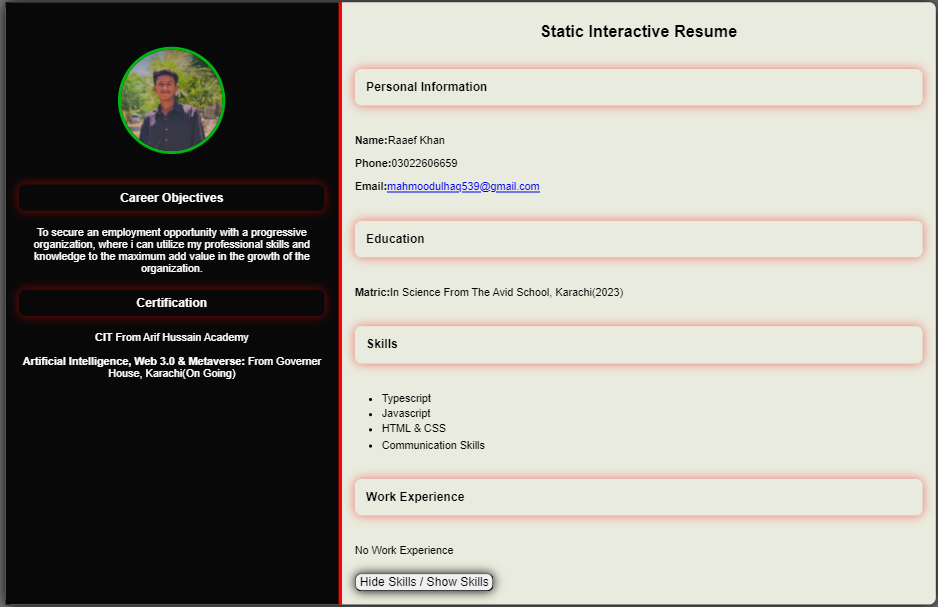 Career Objectives
To secure an employment opportunity with a progressive
organization, where i can utilize my professional skills and
knowledge to the maximum add value in the growth of the
organization.
Certification
CIT From Arif Hussain Academy
Artificial Intelligence, Web 3.0 & Metaverse: From Governer
House, Karachi(On Going)
Static Interactive Resume
Personal Information
Name:Raaef Khan
Phone:03022606659
Email:mahmoodulhaq539@gmail.com
Education
Matric:In Science From The Avid School, Karachi(2023)
Skills
Typescript
Javascript
HTML & CSS
Communication Skills
Work Experience
No Work Experience
Hide Skills / Show Skills